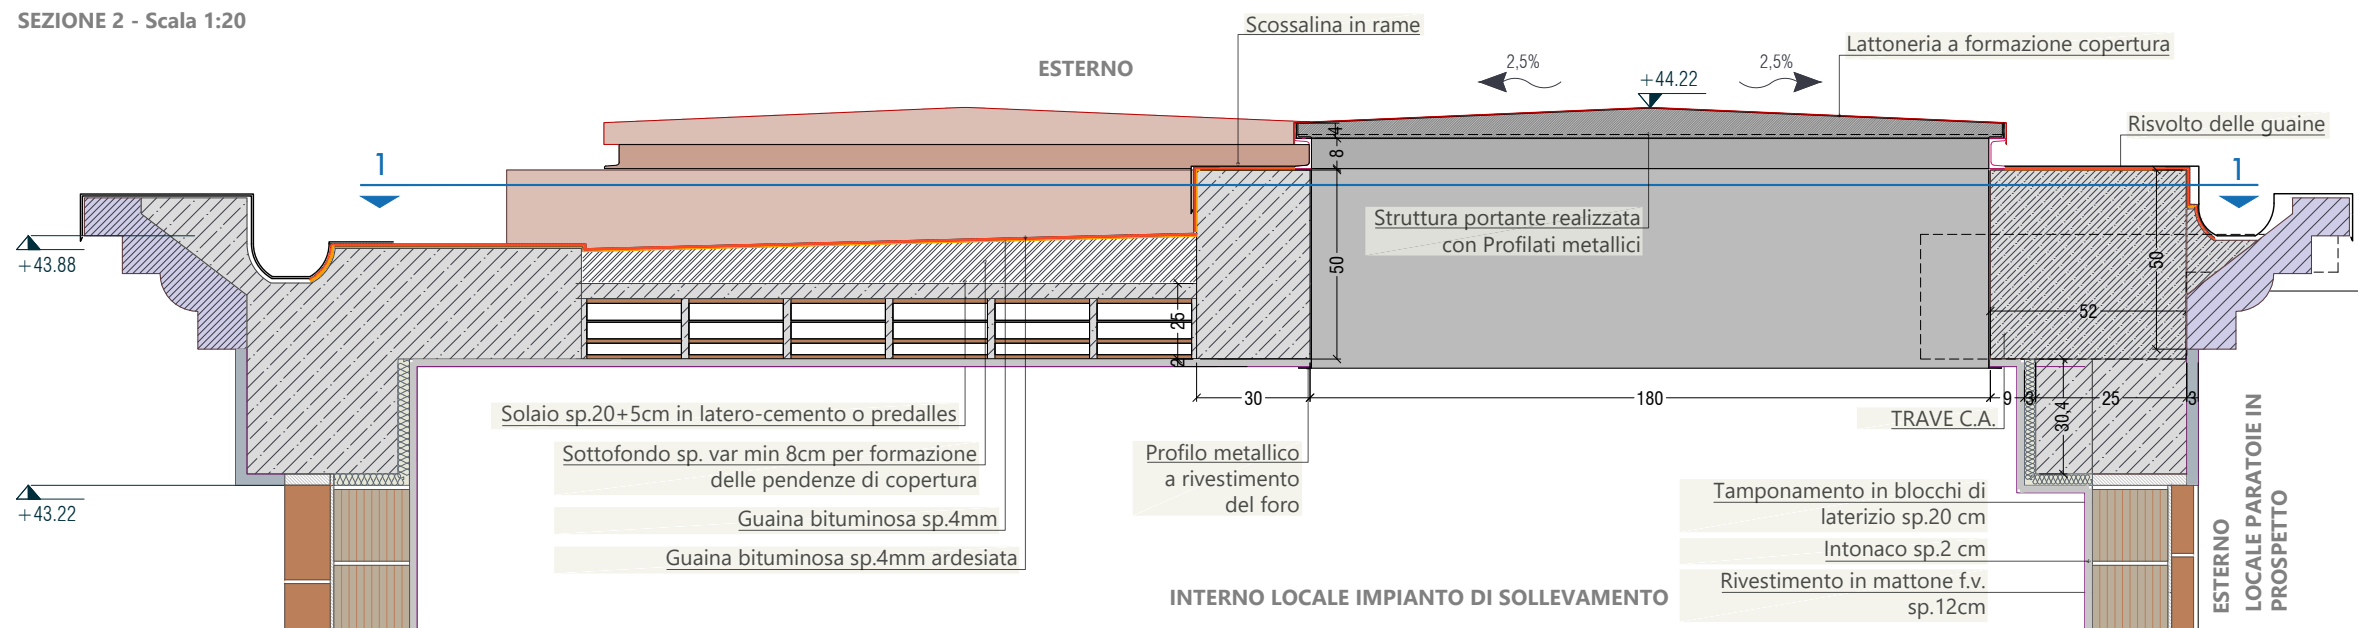 SEZIONE 2 - Scala 1:20
Scossalina in rame
ESTERNO
Lattoneria a formazione copertura
2,5%
2,5%
+44.22
Risvolto delle guaine
4
8
1
1
Struttura portante realizzata
con Profilati metallici
+43.88
50
50
25
2
52
30
180
9
3
25
3
30,4
Solaio sp.20+5cm in latero-cemento o predalles
TRAVE C.A.
Sottofondo sp. var min 8cm per formazione
delle pendenze di copertura
Profilo metallico
a rivestimento
del foro
+43.22
Guaina bituminosa sp.4mm
Guaina bituminosa sp.4mm ardesiata
Tamponamento in blocchi di
laterizio sp.20 cm
Intonaco sp.2 cm
Rivestimento in mattone f.v.
sp.12cm
INTERNO LOCALE IMPIANTO DI SOLLEVAMENTO
ESTERNO
LOCALE PARATOIE IN
PROSPETTO